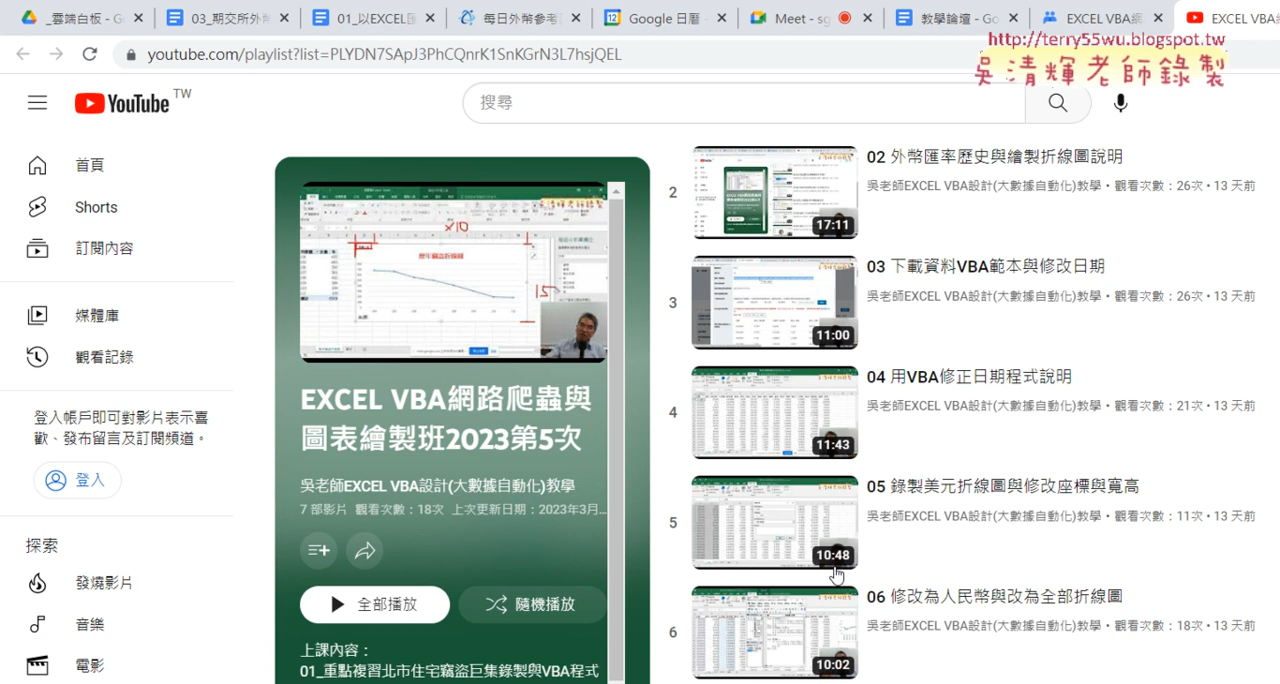 _雲端白板 - G
03_期交所外幣
01_以EXCEL
每日外幣參考
Google 日曆 -
Meet - sg
教學論壇 - Go
EXCEL VBA網
EXCEL VBA
youtube.com/playlist?list=PLYDN7SApJ3PhCQnrK1SnKGrN3L7hsjQEL
http://terry55wu.blogspot.tw
吳清輝老師錄製
YouTube TW
搜尋
首頁
Shorts
訂閱內容
媒體庫
觀看記錄
登入帳戶即可對影片表示喜
歡、發布留言及訂閱頻道。
登入
探索
發燒影片
音樂
電影
×10
歷年竊盜折線圖
15
EXCEL VBA網路爬蟲與
圖表繪製班2023第5次
吳老師EXCEL VBA設計(大數據自動化)教學
7 部影片 觀看次數：18次 上次更新日期：2023年3月...
全部播放
隨機播放
上課內容：
01_重點複習北市住宅竊盜巨集錄製與VBA程式
2
17:11
02 外幣匯率歷史與繪製折線圖說明
吳老師EXCEL VBA設計(大數據自動化)教學 • 觀看次數：26次 • 13 天前
3
11:00
03 下載資料VBA範本與修改日期
吳老師EXCEL VBA設計(大數據自動化)教學 • 觀看次數：26次 • 13 天前
4
11:43
04 用VBA修正日期程式說明
吳老師EXCEL VBA設計(大數據自動化)教學 • 觀看次數：21次 • 13 天前
5
10:48
05 錄製美元折線圖與修改座標與寬高
吳老師EXCEL VBA設計(大數據自動化)教學 • 觀看次數：11次 • 13 天前
6
10:02
06 修改為人民幣與改為全部折線圖
吳老師EXCEL VBA設計(大數據自動化)教學 • 觀看次數：18次 • 13 天前